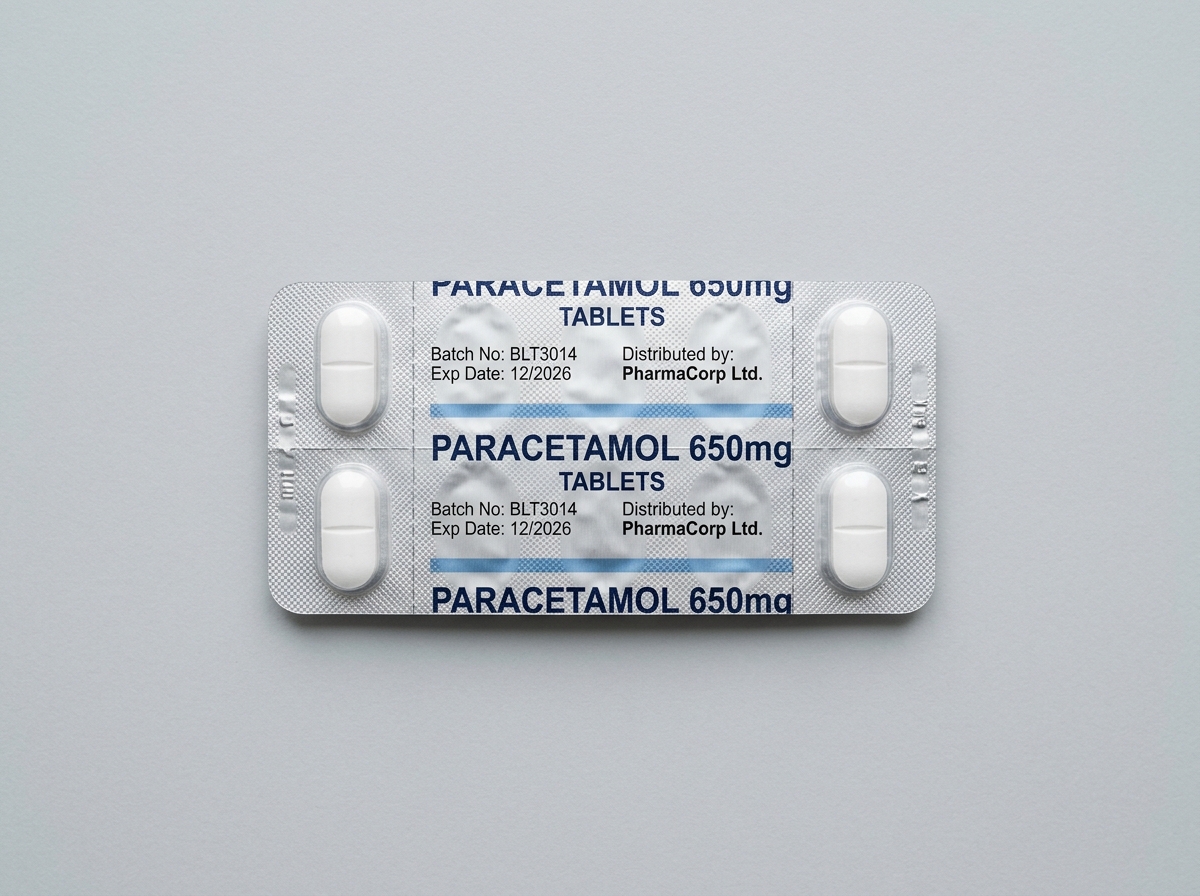 PARACETAMOL 650mg
TABLETS
Batch No: BLT3014
Exp Date: 12/2026
Distributed by:
PharmaCorp Ltd.
PARACETAMOL 650mg
TABLETS
Batch No: BLT3014
Exp Date: 12/2026
Distributed by:
PharmaCorp Ltd.
PARACETAMOL 650mg